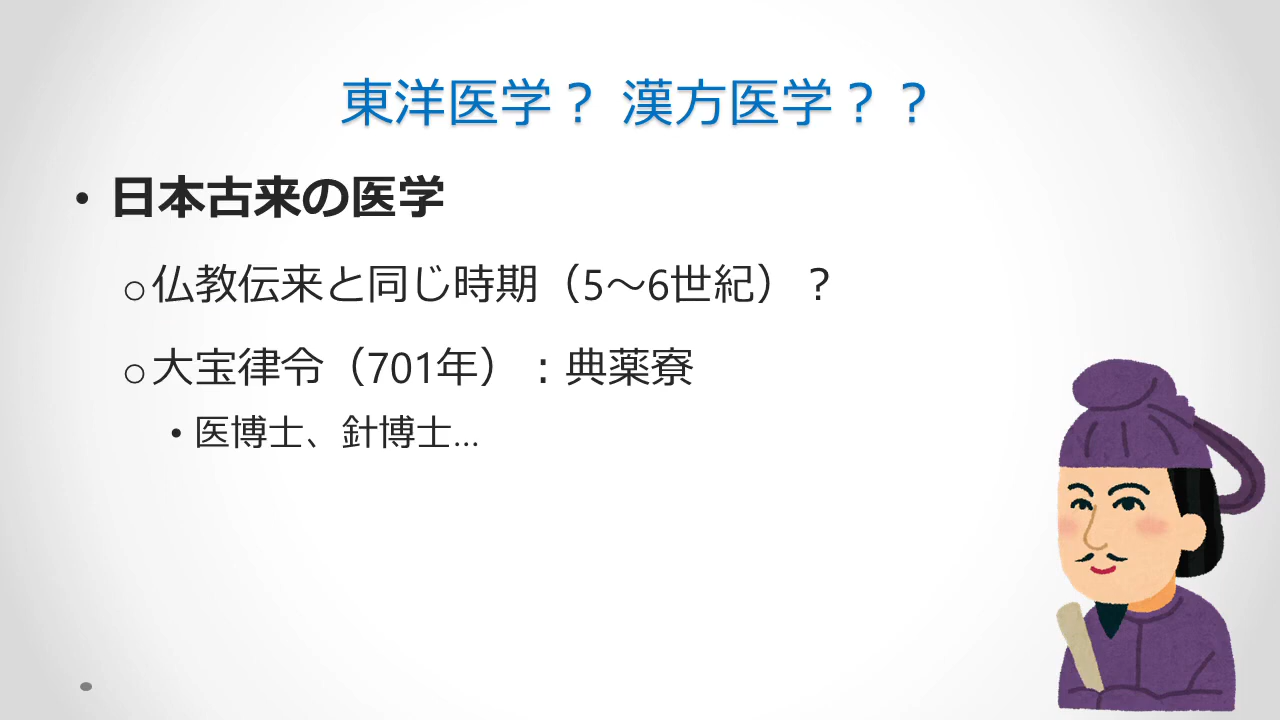 東洋医学？ 漢方医学？？
• 日本古来の医学
o仏教伝来と同じ時期（5～6世紀）？
o大宝律令（701年）：典薬寮
• 医博士、針博士…